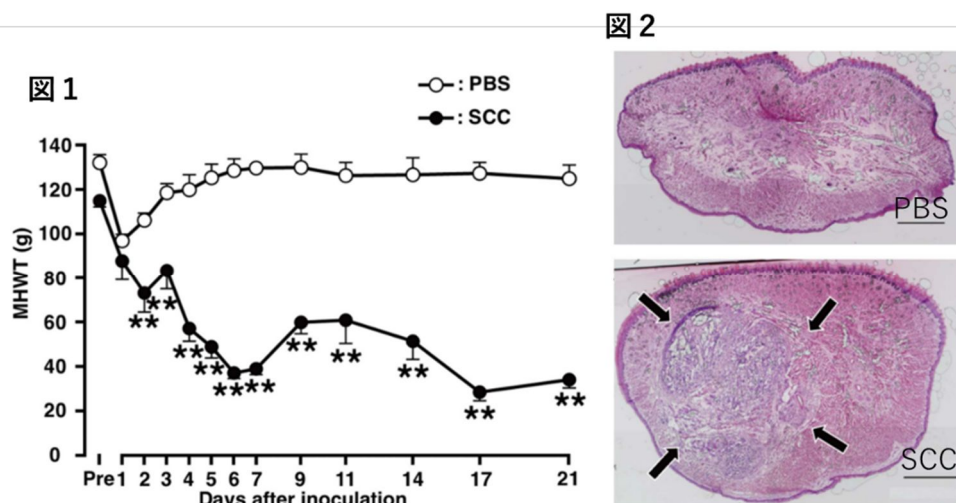 図1
図2
○: PBS
●: SCC
140
120
100
80
60
40
20
0
MHWT (g)
**
**
**
**
**
**
**
**
**
**
**
Pre 1 2 3 4 5 6 7 9 11 14 17 21
Days after inoculation
PBS
SCC